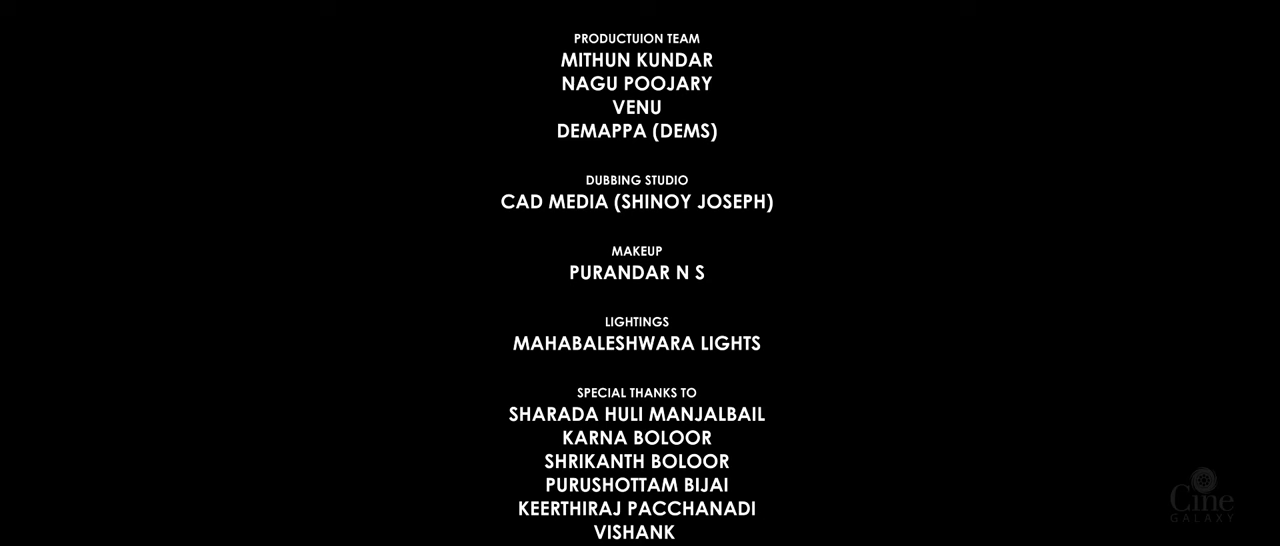 PRODUCTUION TEAM
MITHUN KUNDAR
NAGU POOJARY
VENU
DEMAPPA (DEMS)
DUBBING STUDIO
CAD MEDIA (SHINOY JOSEPH)
MAKEUP
PURANDAR N S
LIGHTINGS
MAHABALESHWARA LIGHTS
SPECIAL THANKS TO
SHARADA HULI MANJALBAIL
KARNA BOLOOR
SHRIKANTH BOLOOR
PURUSHOTTAM BIJAI
KEERTHIRAJ PACCHANADI
VISHANK
Cine
GALAXY